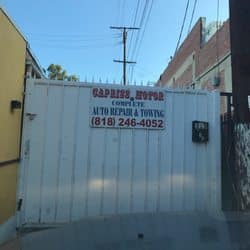 CAPRISS MOTOR
COMPLETE
AUTO REPAIR & TOWING
(818) 246-4052